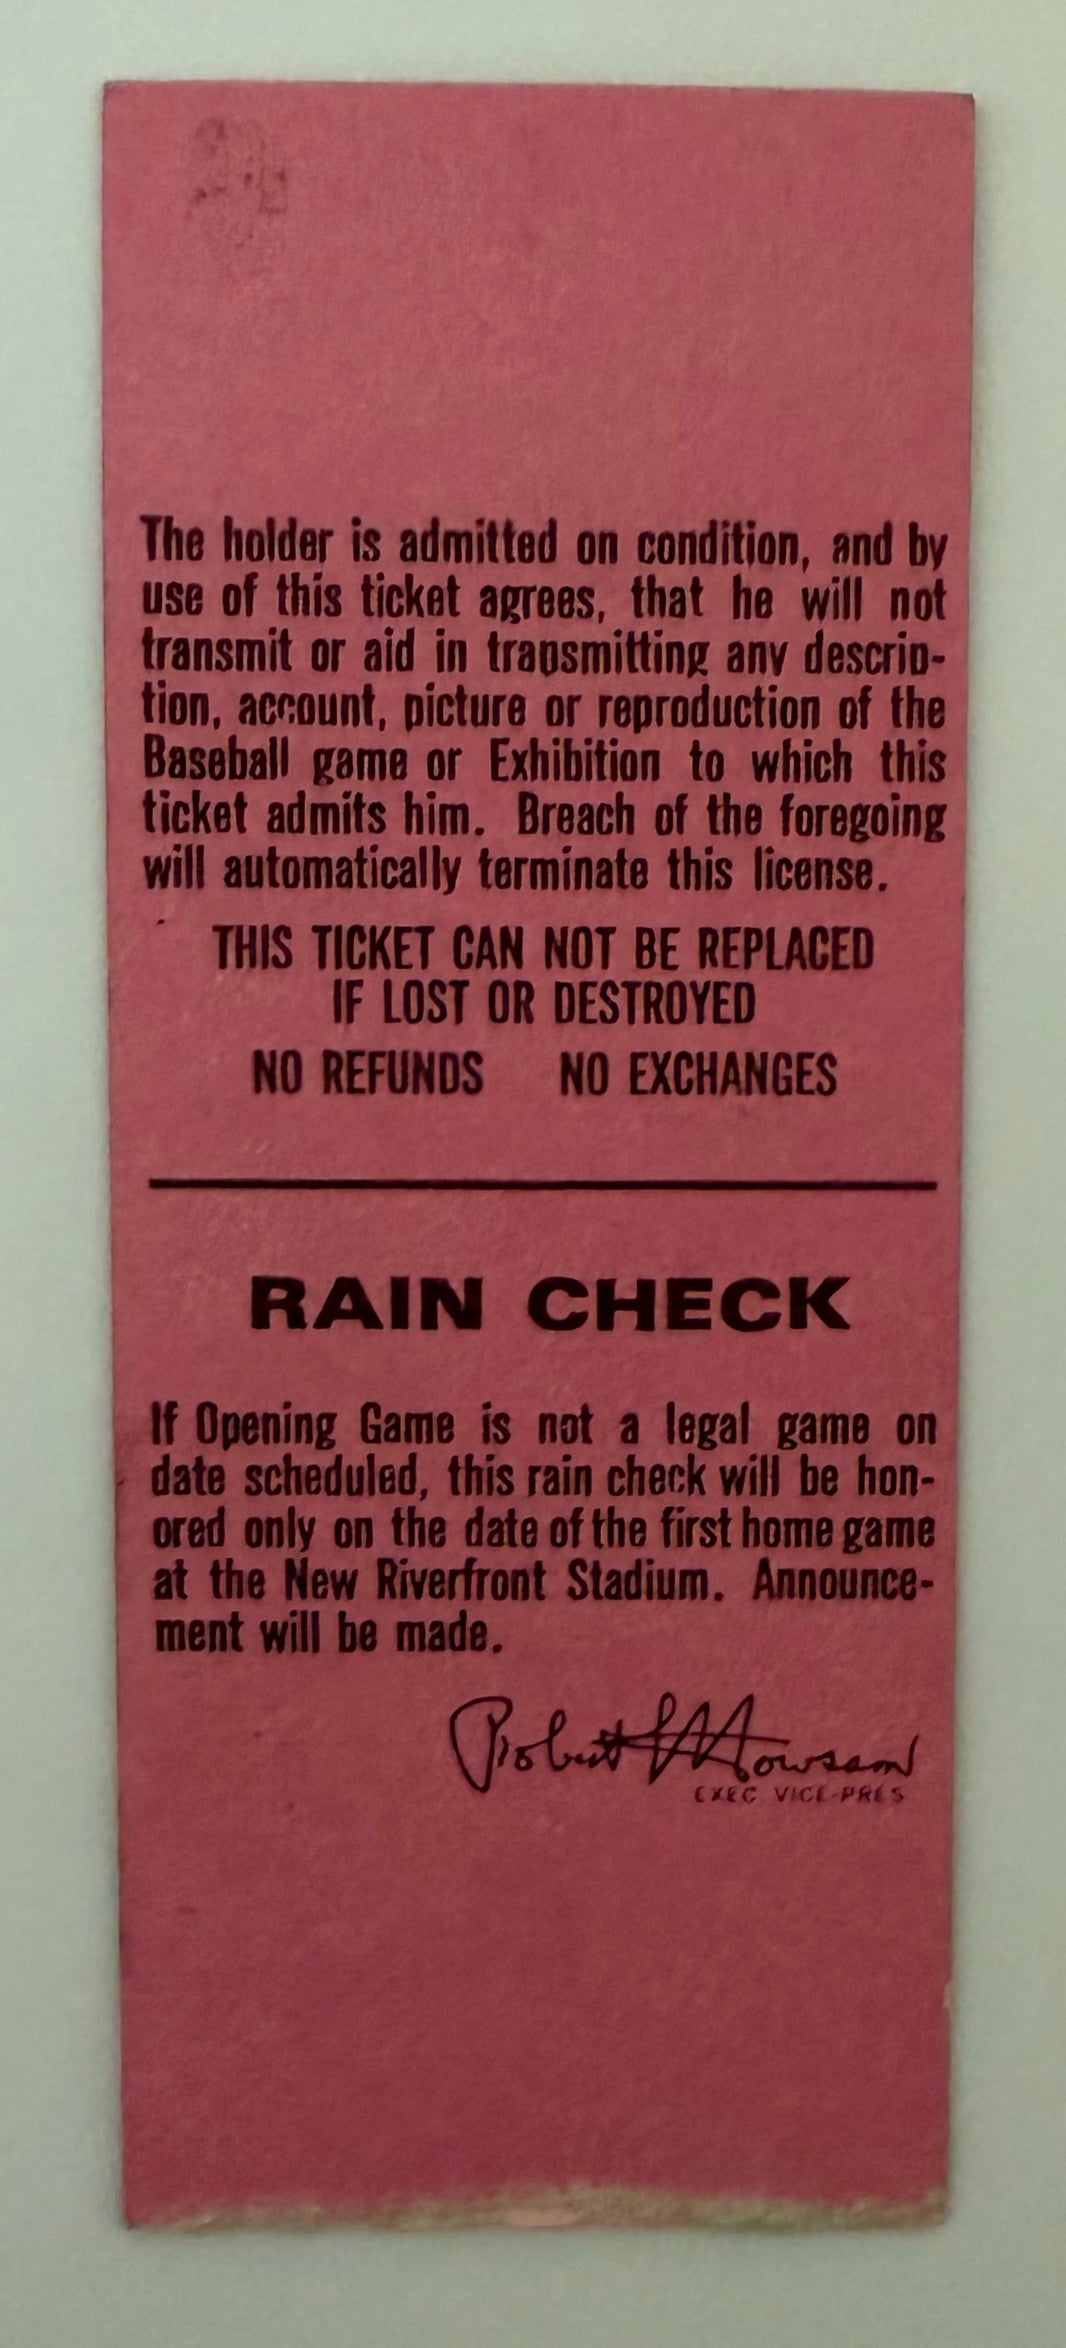 The holder is admitted on condition, and by
use of this ticket agrees, that he will not
transmit or aid in transmitting any descrip-
tion, account, picture or reproduction of the
Baseball game or Exhibition to which this
ticket admits him. Breach of the foregoing
will automatically terminate this license.
THIS TICKET CAN NOT BE REPLACED
IF LOST OR DESTROYED
NO REFUNDS NO EXCHANGES
RAIN CHECK
If Opening Game is not a legal game on
date scheduled, this rain check will be hon-
ored only on the date of the first home game
at the New Riverfront Stadium. Announce-
ment will be made.
Robert L Howsam
EXEC VICE-PRES